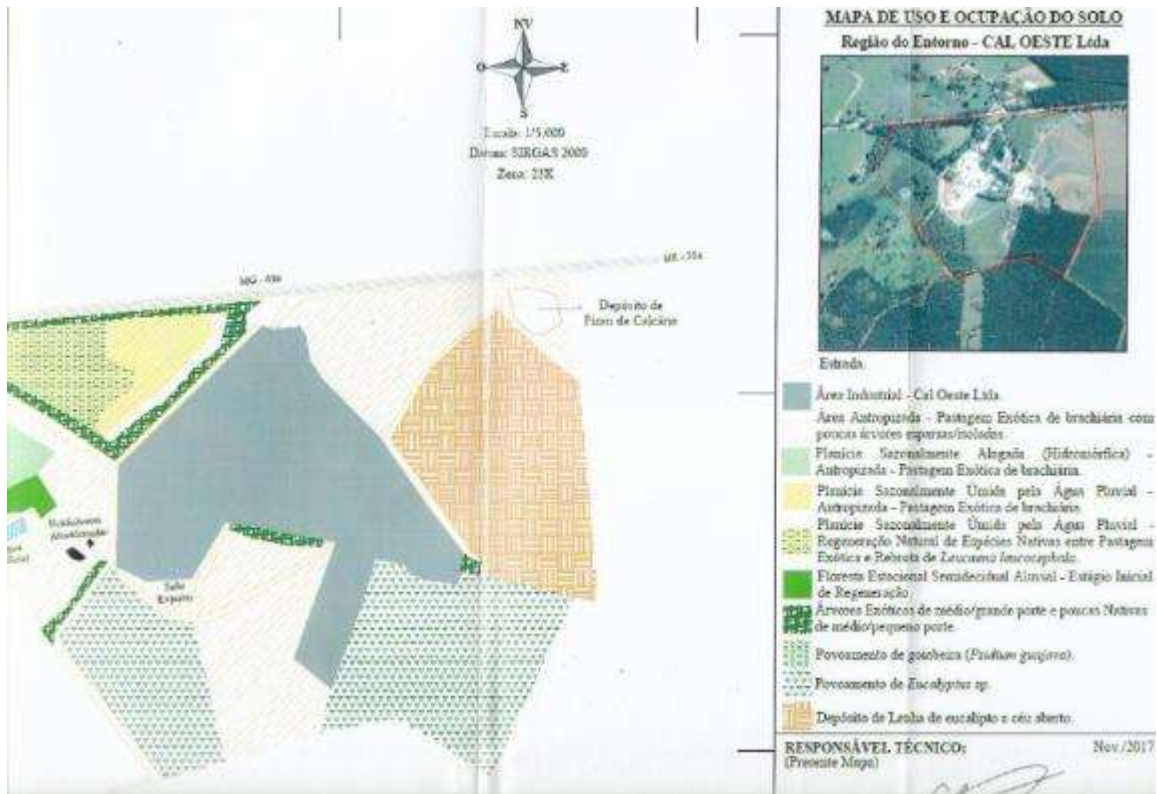 NV
O
E
S
Escala: 1/5.000
Datum: SIRGAS 2000
Zona: 23K
MG -
Depósito de
Finos de Calcário
Abandonado
Solo
Exposto
MAPA DE USO E OCUPAÇÃO DO SOLO
Região do Entorno - CAL OESTE Ltda
Estrada.
Área Industrial - Cal Oeste Ltda.
Área Antropizada - Pastagem Exótica de brachiária com
poucas árvores esparsas/isoladas.
Planície Sazonalmente Alagada (Hidromórfica) -
Antropizada - Pastagem Exótica de brachiária.
Planície Sazonalmente Úmida pela Água Pluvial -
Antropizada - Pastagem Exótica de brachiária
Planície Sazonalmente Úmida pela Água Pluvial -
Regeneração Natural de Espécies Nativas entre Pastagem
Exótica e Rebrota de Leucaena leucocephala.
Floresta Estacional Semidecidual Aluvial - Estágio Inicial
de Regeneração.
Árvores Exóticas de médio/grande porte e poucas Nativas
de médio/pequeno porte.
Povoamento de goiabeira (Psidium guajava).
Povoamento de Eucalyptus sp.
Depósito de Lenha de eucalipto a céu aberto.
RESPONSÁVEL TÉCNICO: Nov./2017
(Presente Mapa)